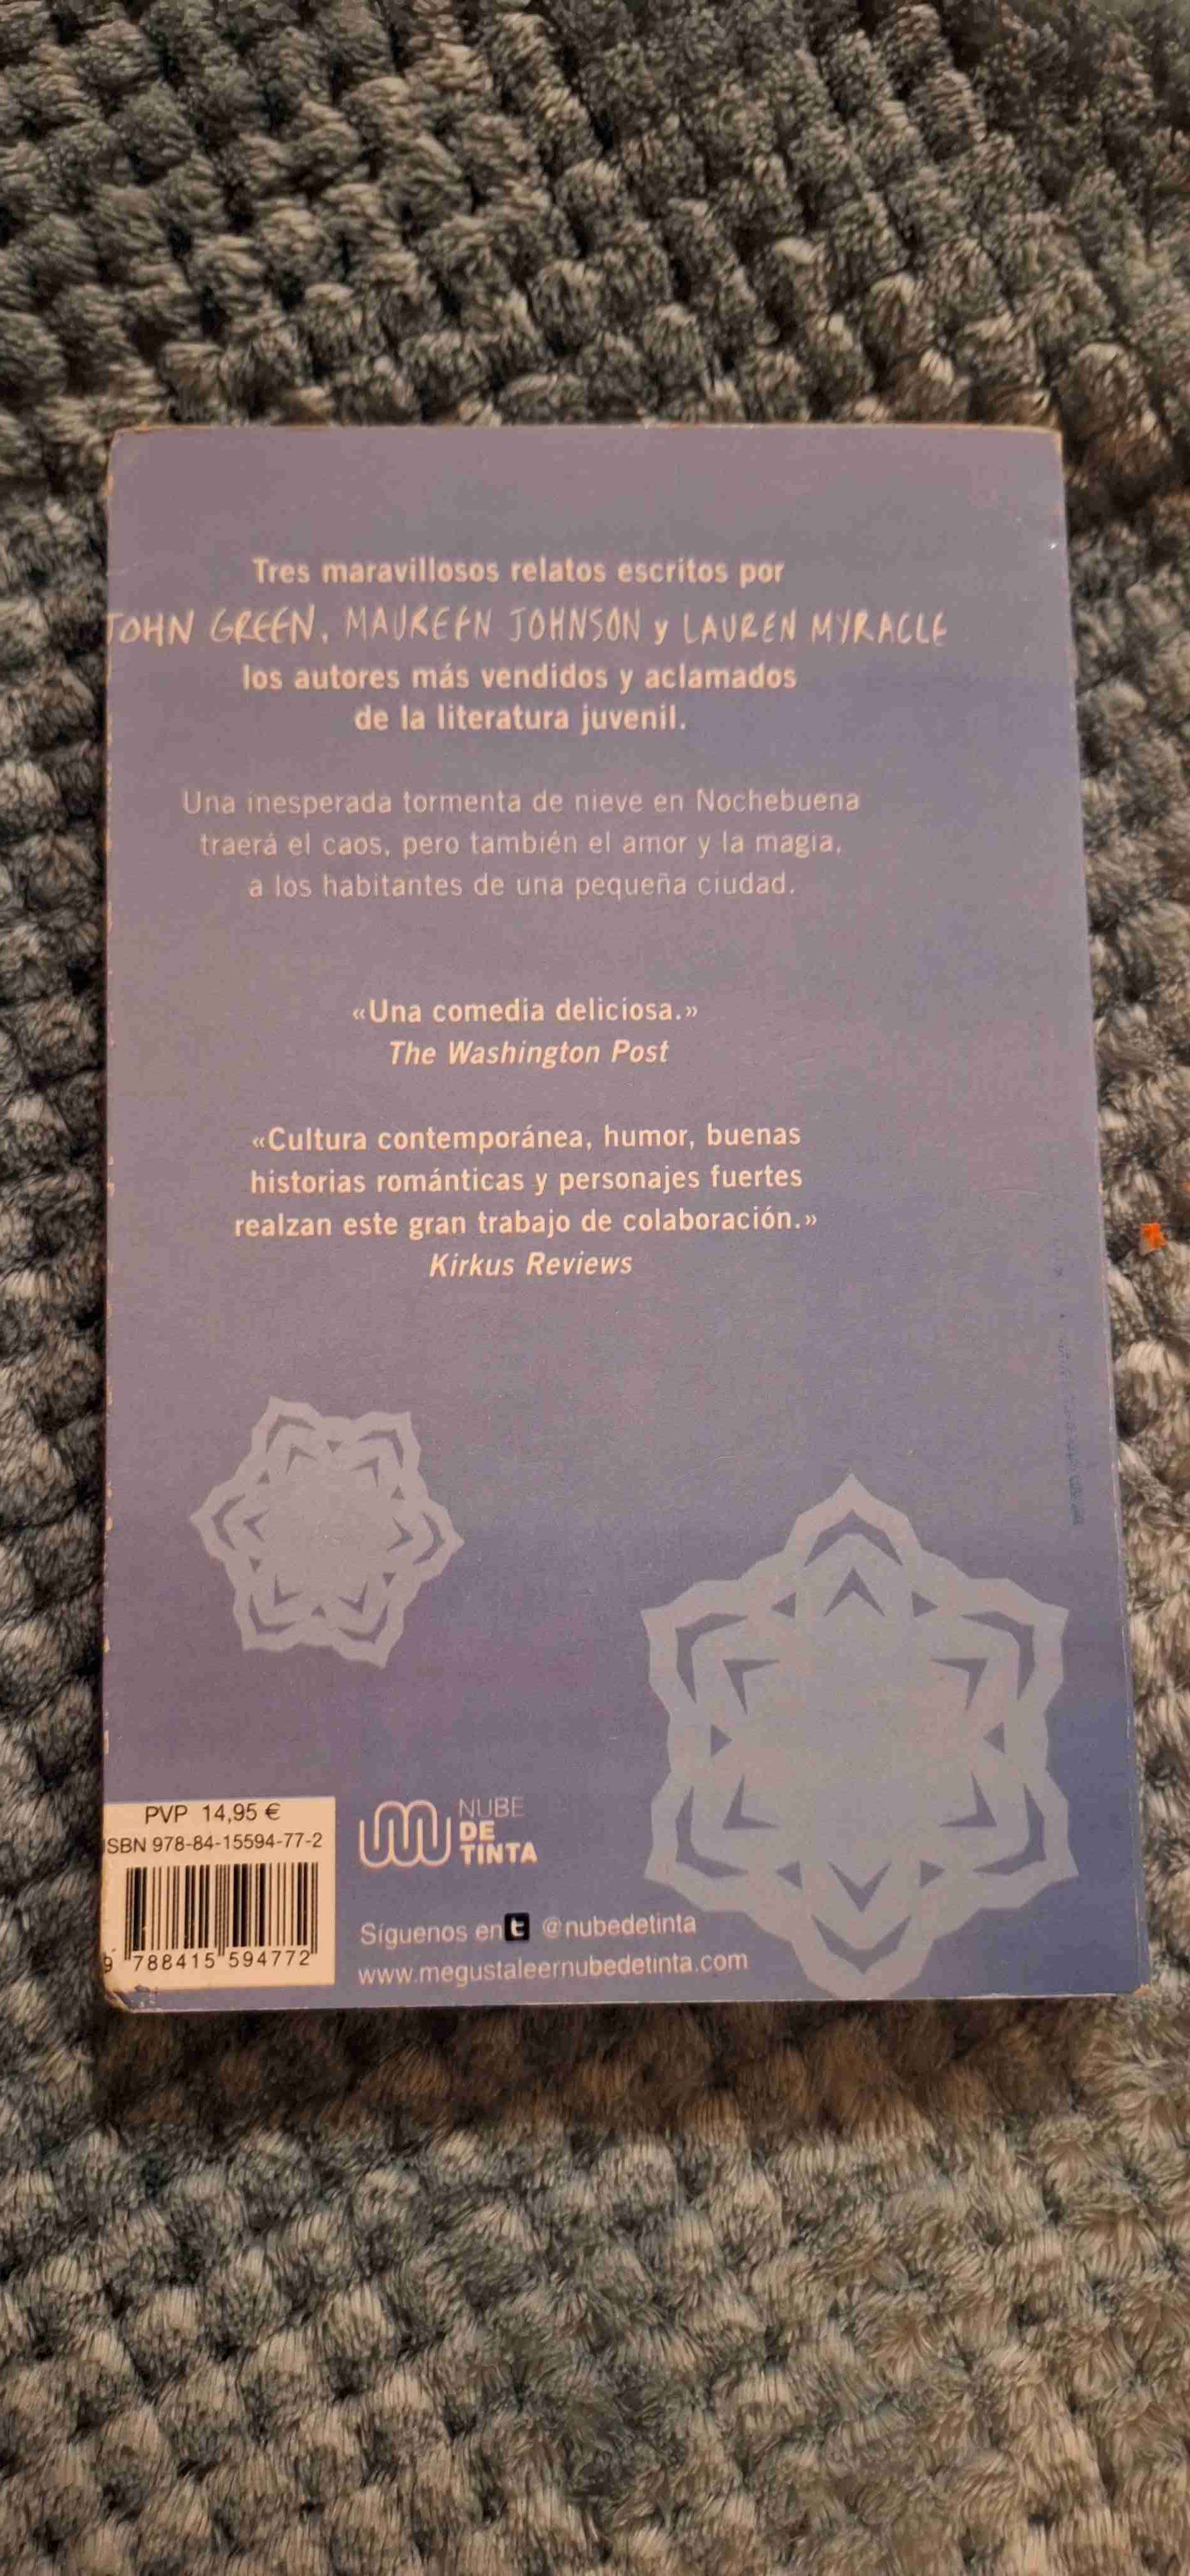 Tres maravillosos relatos escritos por
JOHN GREEN, MAUREEN JOHNSON y LAUREN MYRACLE
los autores más vendidos y aclamados
de la literatura juvenil.
Una inesperada tormenta de nieve en Nochebuena
traerá el caos, pero también el amor y la magia,
a los habitantes de una pequeña ciudad.
«Una comedia deliciosa.»
The Washington Post
«Cultura contemporánea, humor, buenas
historias románticas y personajes fuertes
realzan este gran trabajo de colaboración.»
Kirkus Reviews
PVP 14,95 €
ISBN 978-84-15594-77-2
9 788415 594772
NUBE
DE
TINTA
Síguenos en t @nubedetinta
www.megustaleernubedetinta.com